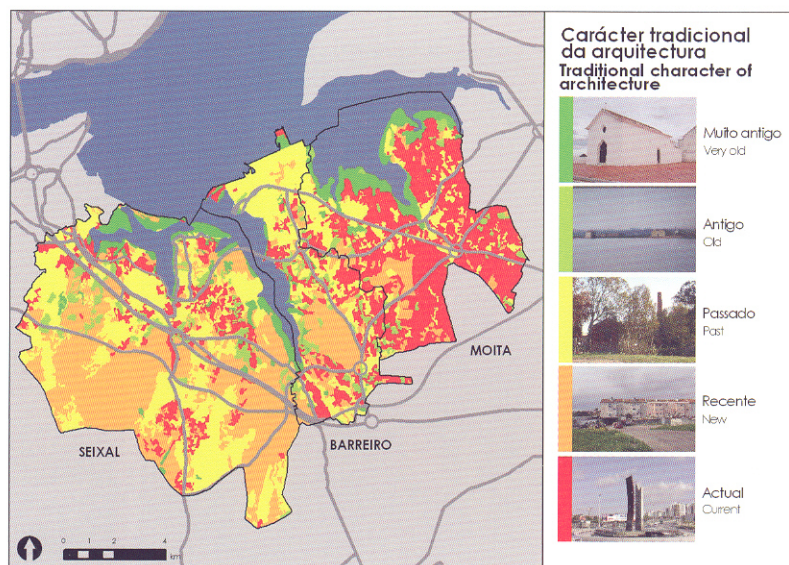 Carácter tradicional
da arquitectura
Traditional character of
architecture
Muito antigo
Very old
Antigo
Old
Passado
Past
Recente
New
Actual
Current
MOITA
SEIXAL
BARREIRO
4 0 1 2 4
km